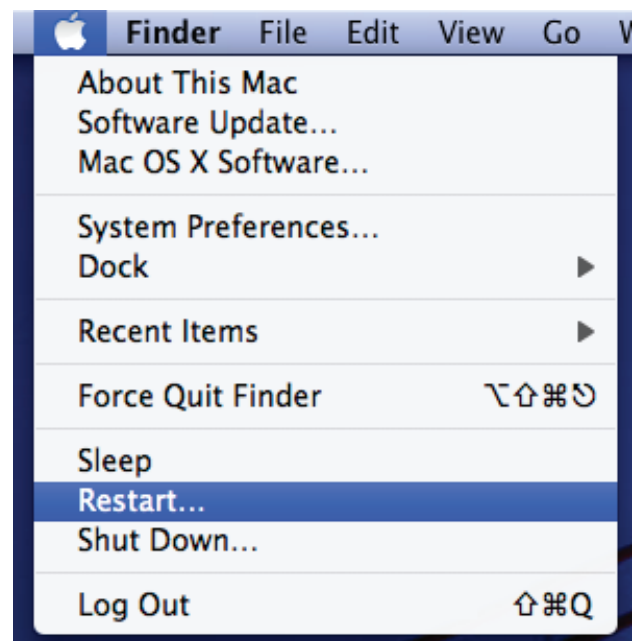 Finder File Edit View Go
About This Mac
Software Update...
Mac OS X Software...
System Preferences...
Dock ▶
Recent Items ▶
Force Quit Finder ⌥⇧⌘⎋
Sleep
Restart...
Shut Down...
Log Out ⇧⌘Q